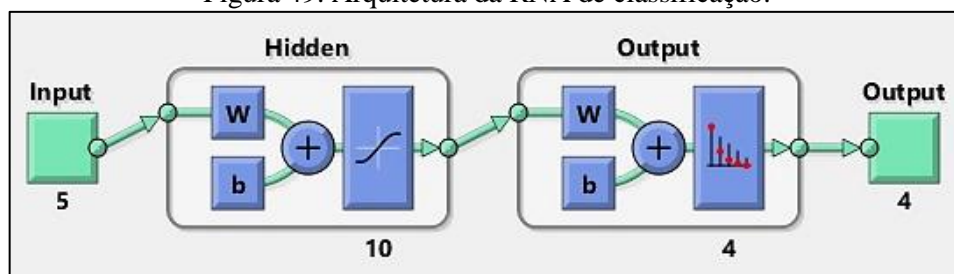 Figura 49: Arquitetura da RNA de classificação.
Hidden
Output
Input
W
b
W
b
Output
5
10
4
4